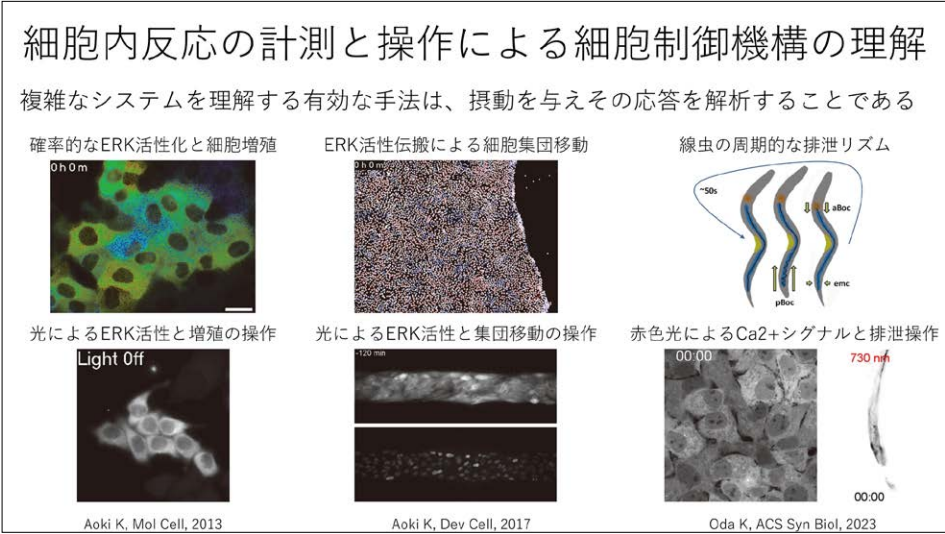 細胞内反応の計測と操作による細胞制御機構の理解
複雑なシステムを理解する有効な手法は、摂動を与えその応答を解析することである
確率的なERK活性化と細胞増殖
ERK活性伝搬による細胞集団移動
線虫の周期的な排泄リズム
0 h 0 m
0 h 0 m
~50s
aBoc
emc
pBoc
光によるERK活性と増殖の操作
光によるERK活性と集団移動の操作
赤色光によるCa2+シグナルと排泄操作
Light Off
-120 min
00:00
730 nm
00:00
Aoki K, Mol Cell, 2013
Aoki K, Dev Cell, 2017
Oda K, ACS Syn Biol, 2023